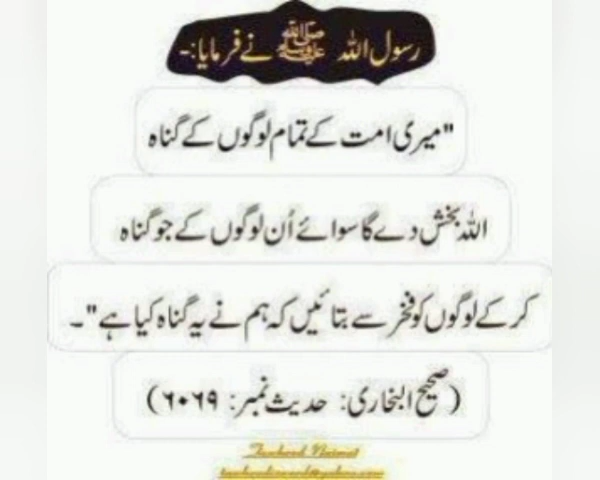 رسول اللہ ﷺ نے فرمایا:-
"میری امت کے تمام لوگوں کے گناہ
اللہ بخش دے گا سوائے اُن لوگوں کے جو گناہ
کر کے لوگوں کو فخر سے بتائیں کہ ہم نے یہ گناہ کیا ہے"۔
(صحیح البخاری: حدیث نمبر: ٦٠٦٩)